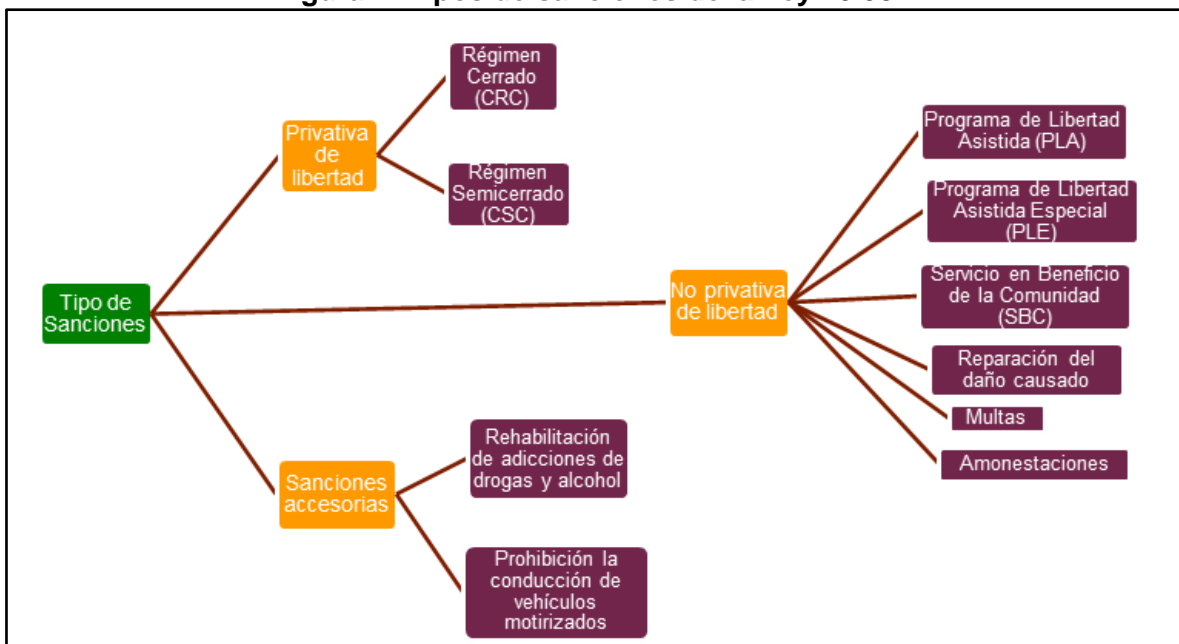 Régimen
Cerrado
(CRC)
Privativa
de
libertad
Régimen
Semicerrado
(CSC)
Programa de Libertad
Asistida (PLA)
Programa de Libertad
Asistida Especial
(PLE)
Tipo de
Sanciones
No privativa
de libertad
Servicio en Beneficio
de la Comunidad
(SBC)
Reparación del
daño causado
Multas
Amonestaciones
Sanciones
accesorias
Rehabilitación
de adicciones de
drogas y alcohol
Prohibición la
conducción de
vehículos
motirizados